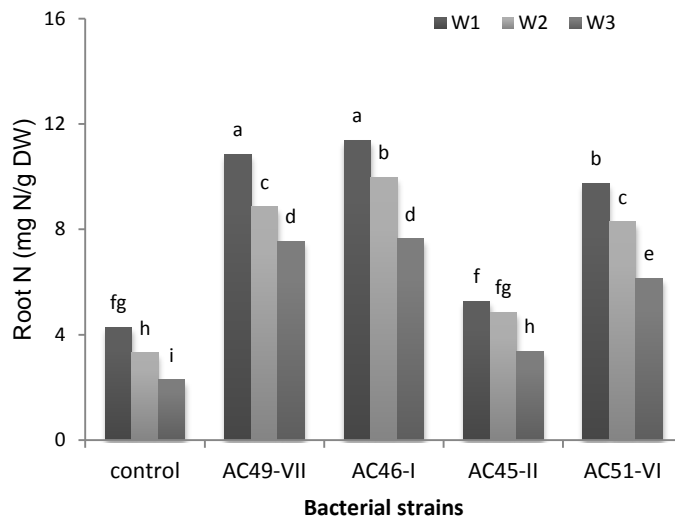 16
W1 W2 W3
12
8
4
0
Root N (mg N/g DW)
fg h i
a c d
a b d
f fg h
b c e
control AC49-VII AC46-I AC45-II AC51-VI
Bacterial strains